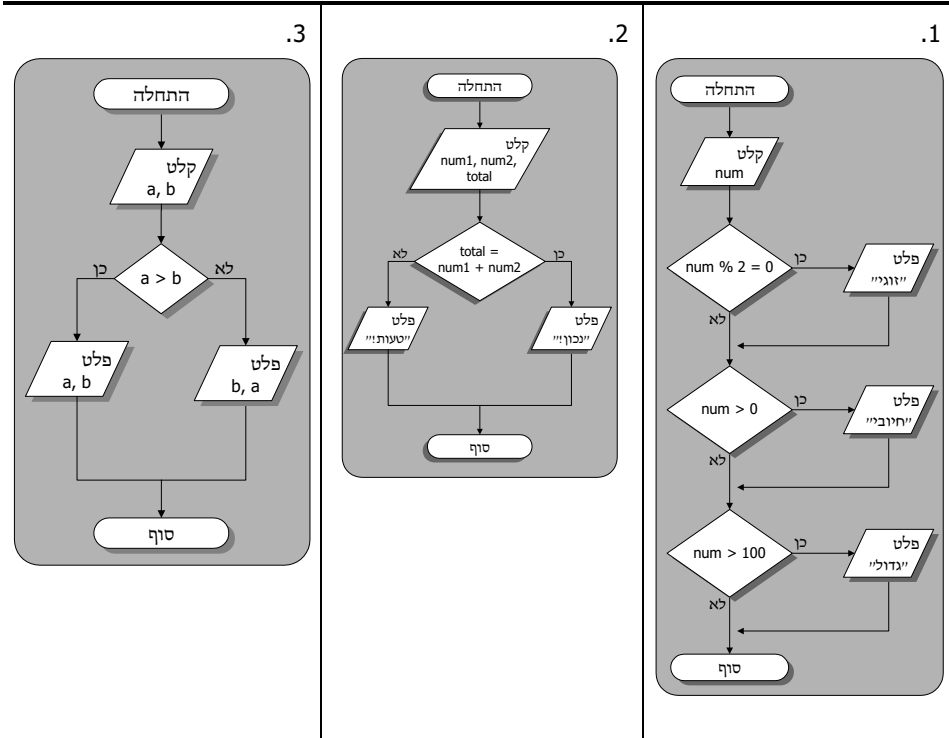 .1
התחלה
קלט
num
num % 2 = 0
כן
פלט
"זוגי"
לא
num > 0
כן
פלט
"חיובי"
לא
num > 100
כן
פלט
"גדול"
לא
סוף
.2
התחלה
קלט
num1, num2,
total
total =
num1 + num2
כן
לא
פלט
"נכון!"
פלט
"טעות!"
סוף
.3
התחלה
קלט
a, b
a > b
לא
כן
פלט
b, a
פלט
a, b
סוף